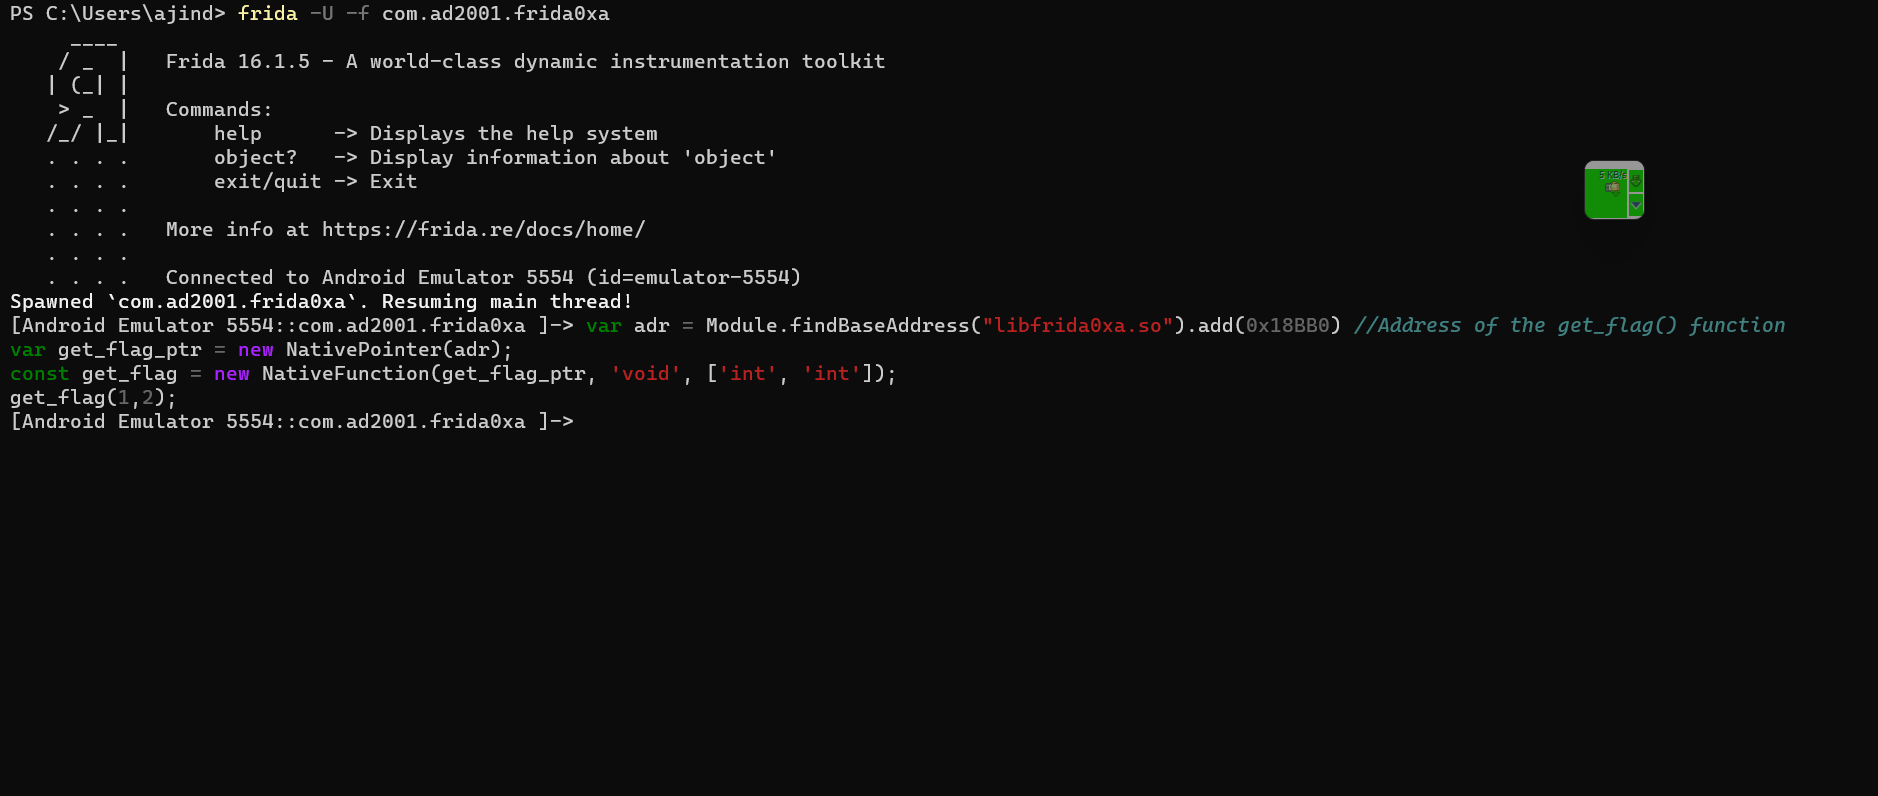 PS C:\Users\ajind> frida -U -f com.ad2001.frida0xa
     ____
    / _  |   Frida 16.1.5 - A world-class dynamic instrumentation toolkit
   | (_| |
    > _  |   Commands:
   /_/ |_|       help      -> Displays the help system
   . . . .       object?   -> Display information about 'object'
   . . . .       exit/quit -> Exit
   . . . .
   . . . .   More info at https://frida.re/docs/home/
   . . . .
   . . . .   Connected to Android Emulator 5554 (id=emulator-5554)
Spawned `com.ad2001.frida0xa`. Resuming main thread!
[Android Emulator 5554::com.ad2001.frida0xa ]-> var adr = Module.findBaseAddress("libfrida0xa.so").add(0x18BB0) //Address of the get_flag() function
var get_flag_ptr = new NativePointer(adr);
const get_flag = new NativeFunction(get_flag_ptr, 'void', ['int', 'int']);
get_flag(1,2);
[Android Emulator 5554::com.ad2001.frida0xa ]->
5 KB/s